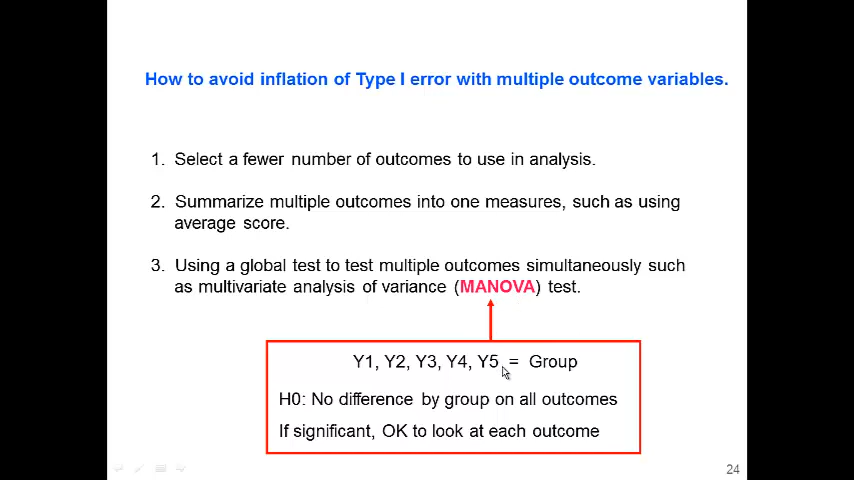 How to avoid inflation of Type I error with multiple outcome variables.
1. Select a fewer number of outcomes to use in analysis.
2. Summarize multiple outcomes into one measures, such as using
average score.
3. Using a global test to test multiple outcomes simultaneously such
as multivariate analysis of variance (MANOVA) test.
Y1, Y2, Y3, Y4, Y5 = Group
H0: No difference by group on all outcomes
If significant, OK to look at each outcome
24